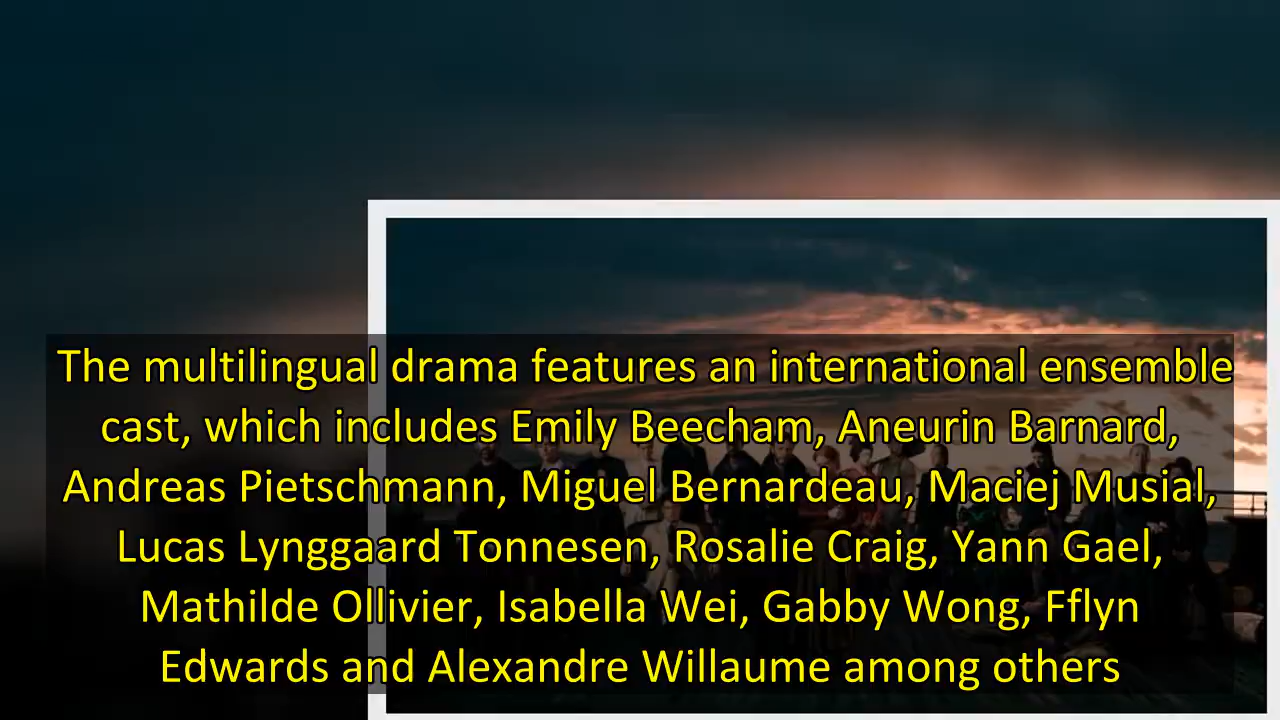 The multilingual drama features an international ensemble
cast, which includes Emily Beecham, Aneurin Barnard,
Andreas Pietschmann, Miguel Bernardeau, Maciej Musial,
Lucas Lynggaard Tonnesen, Rosalie Craig, Yann Gael,
Mathilde Ollivier, Isabella Wei, Gabby Wong, Fflyn
Edwards and Alexandre Willaume among others